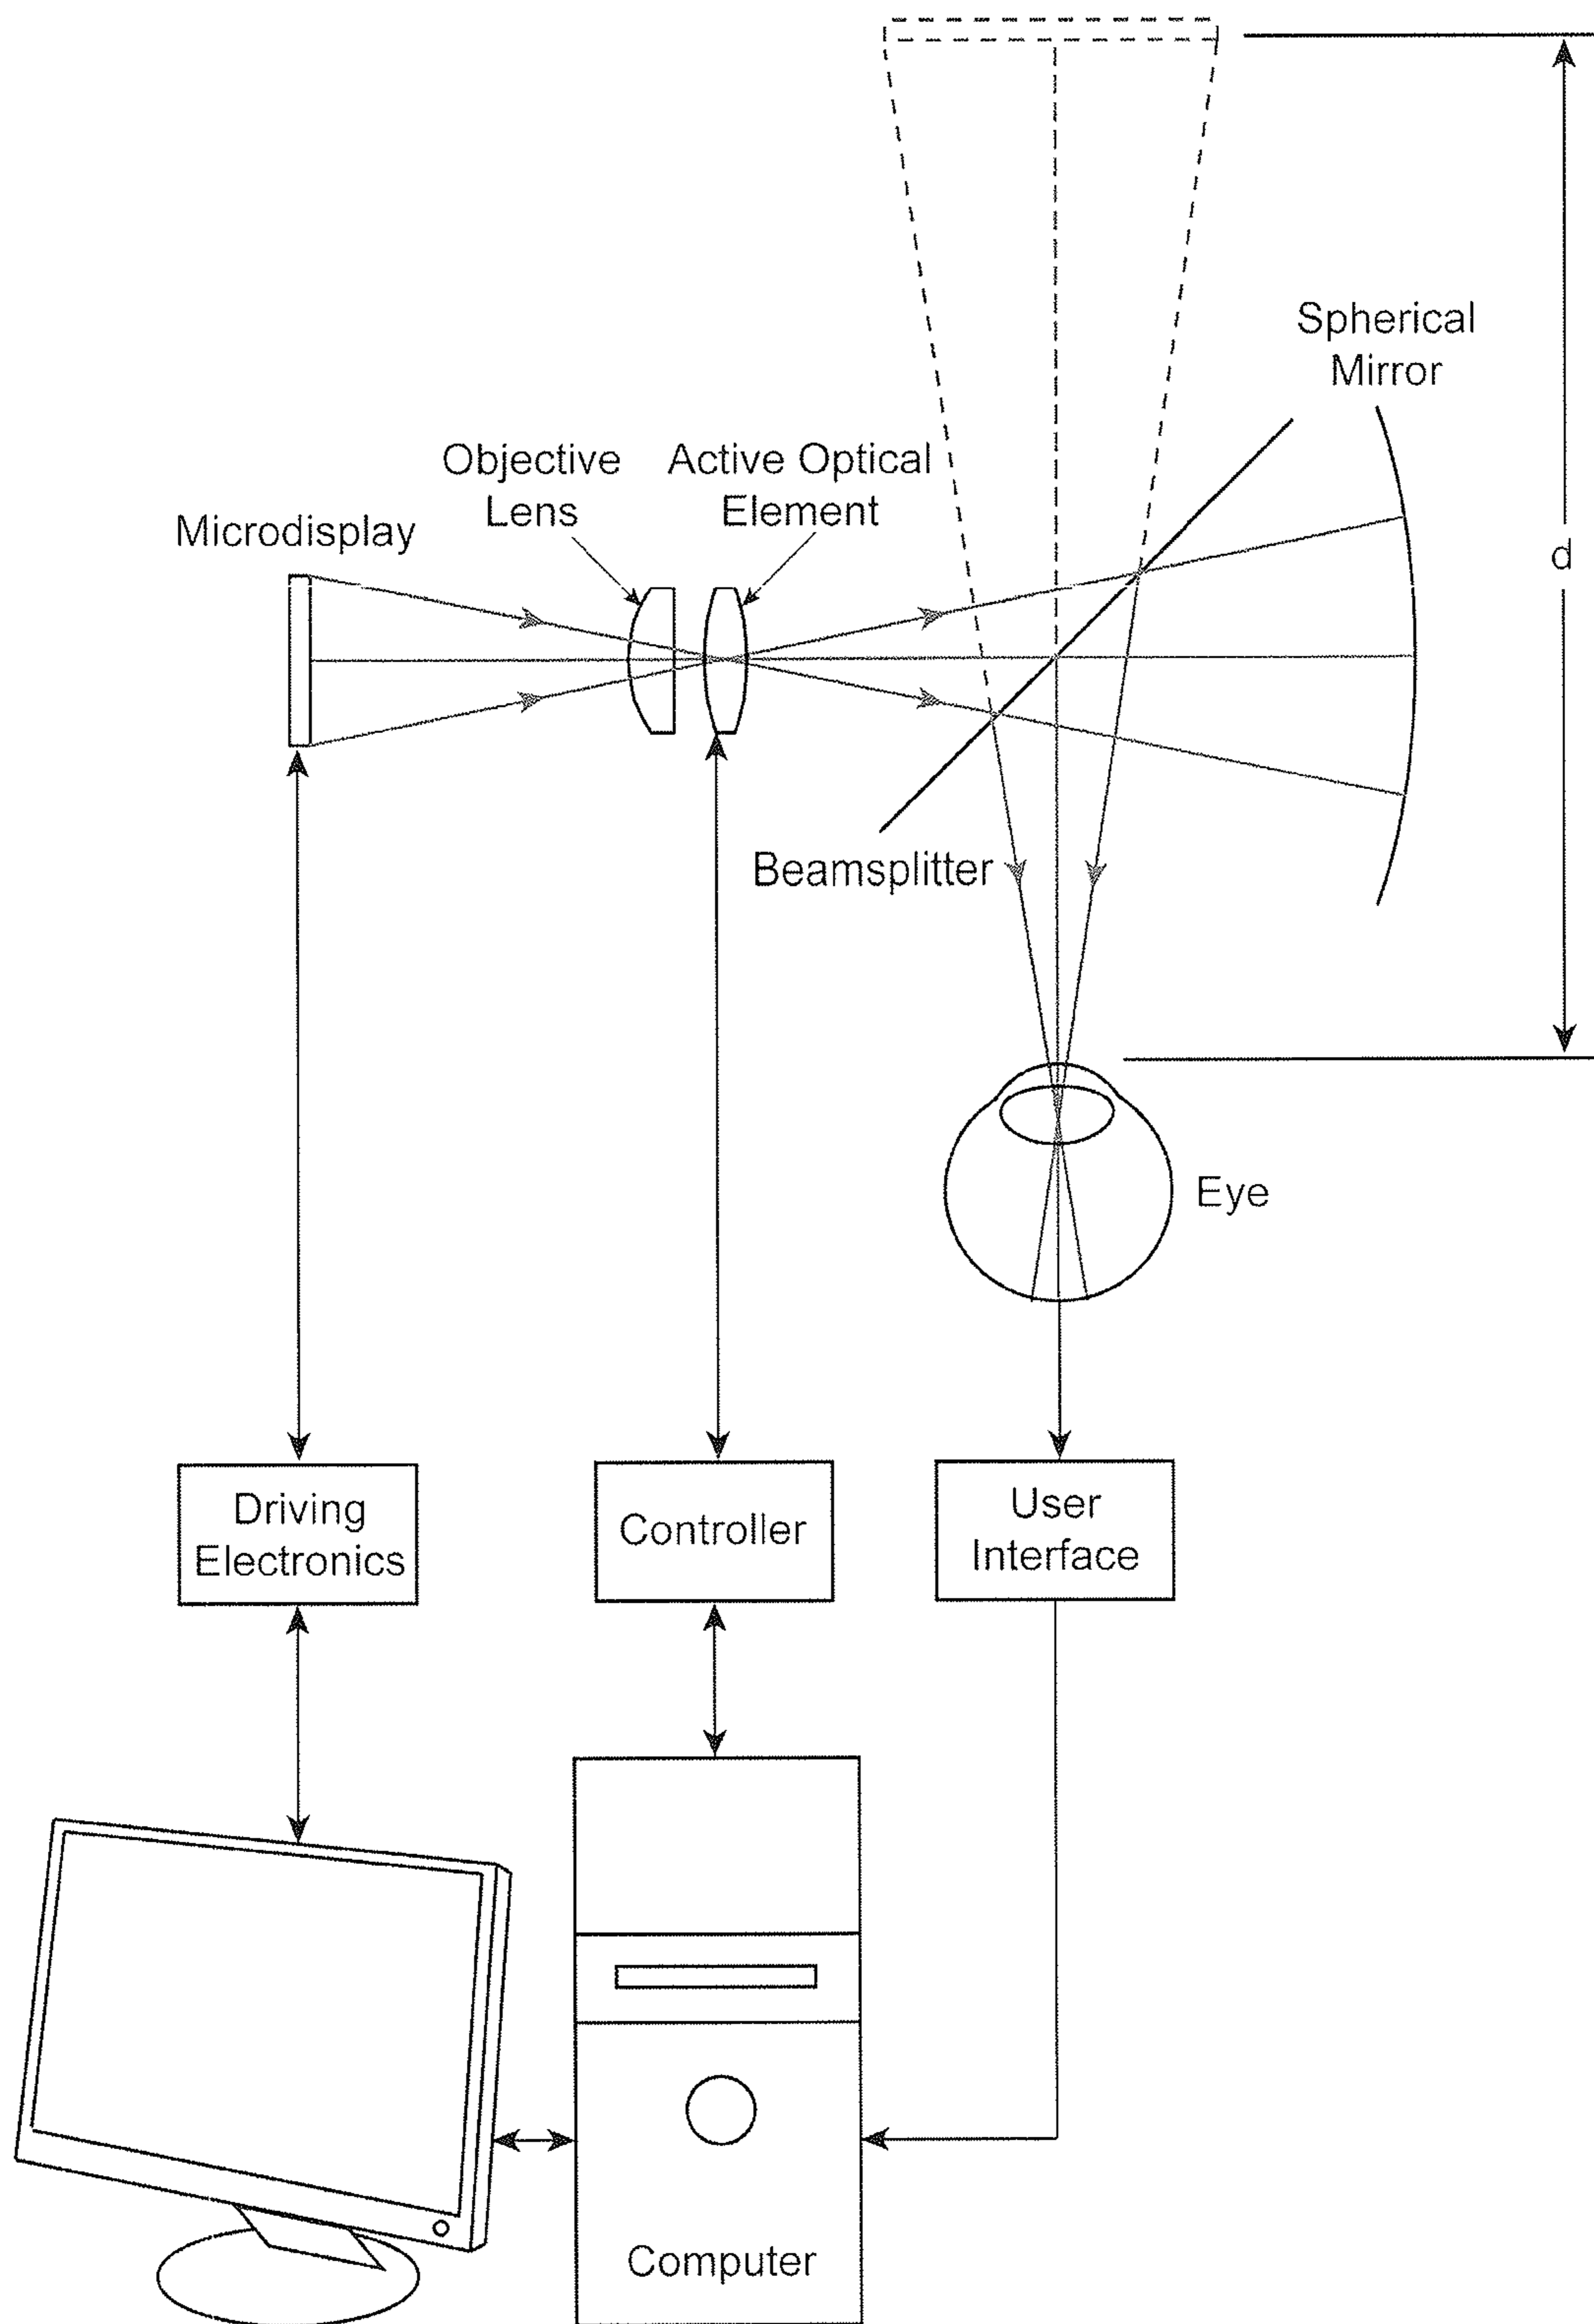 Spherical
Mirror
Objective
Lens
Active Optical
Element
Microdisplay
d
Beamsplitter
Eye
Driving
Electronics
Controller
User
Interface
Computer